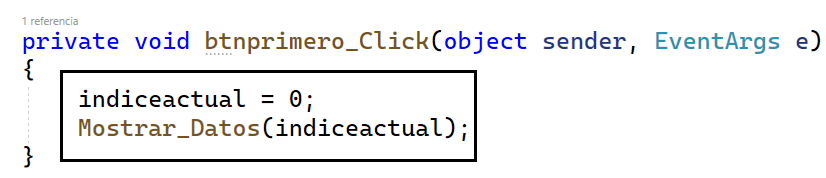 1 referencia
private void btnprimero_Click(object sender, EventArgs e)
{
indiceactual = 0;
Mostrar_Datos(indiceactual);
}